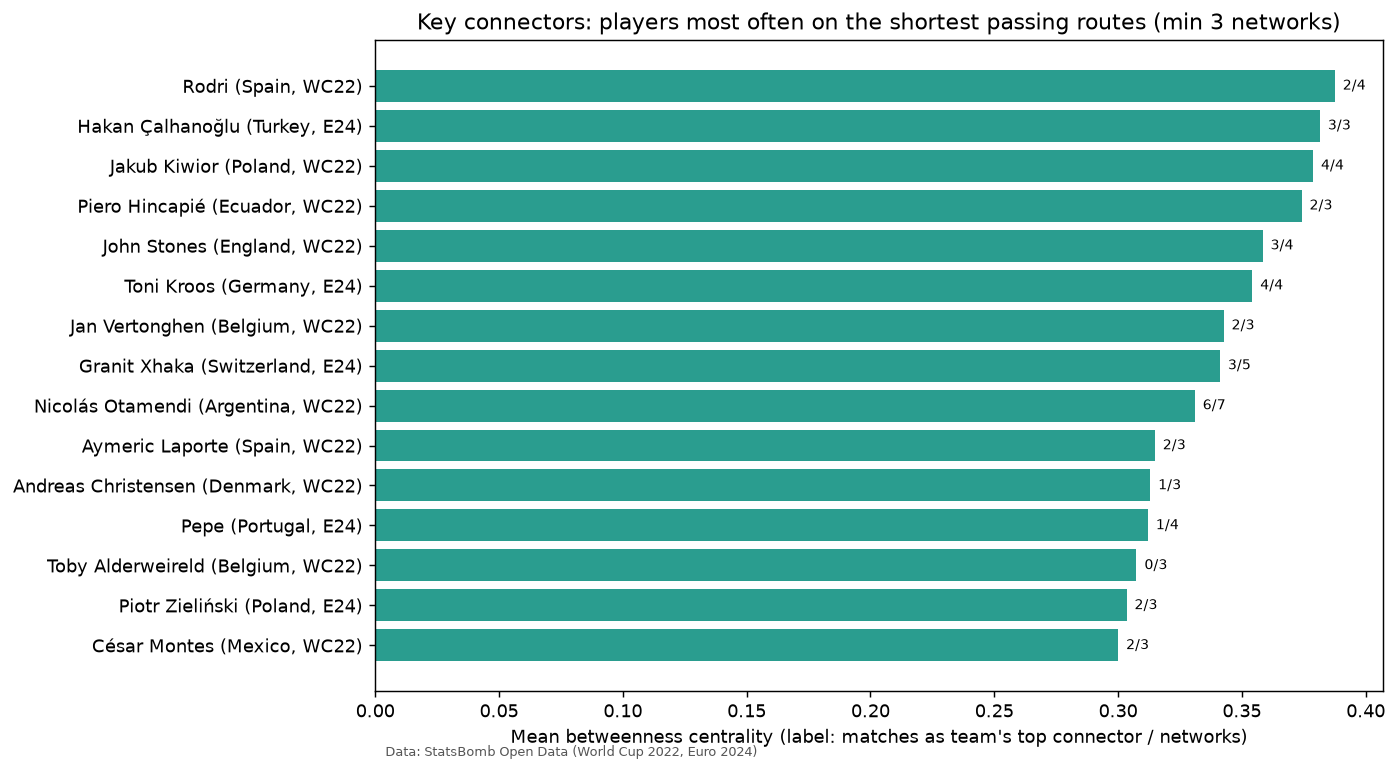 Key connectors: players most often on the shortest passing routes (min 3 networks)
Rodri (Spain, WC22) 2/4
Hakan Çalhanoğlu (Turkey, E24) 3/3
Jakub Kiwior (Poland, WC22) 4/4
Piero Hincapié (Ecuador, WC22) 2/3
John Stones (England, WC22) 3/4
Toni Kroos (Germany, E24) 4/4
Jan Vertonghen (Belgium, WC22) 2/3
Granit Xhaka (Switzerland, E24) 3/5
Nicolás Otamendi (Argentina, WC22) 6/7
Aymeric Laporte (Spain, WC22) 2/3
Andreas Christensen (Denmark, WC22) 1/3
Pepe (Portugal, E24) 1/4
Toby Alderweireld (Belgium, WC22) 0/3
Piotr Zieliński (Poland, E24) 2/3
César Montes (Mexico, WC22) 2/3
0.00 0.05 0.10 0.15 0.20 0.25 0.30 0.35 0.40
Mean betweenness centrality (label: matches as team's top connector / networks)
Data: StatsBomb Open Data (World Cup 2022, Euro 2024)